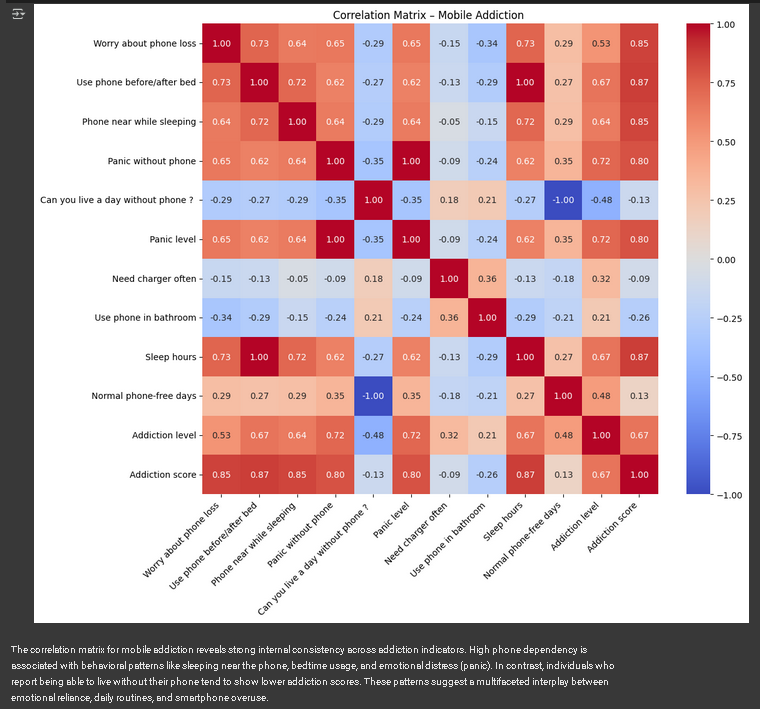 Correlation Matrix – Mobile Addiction
Worry about phone loss 1.00 0.73 0.64 0.65 -0.29 0.65 -0.15 -0.34 0.73 0.29 0.53 0.85
Use phone before/after bed 0.73 1.00 0.72 0.62 -0.27 0.62 -0.13 -0.29 1.00 0.27 0.67 0.87
Phone near while sleeping 0.64 0.72 1.00 0.64 -0.29 0.64 -0.05 -0.15 0.72 0.29 0.64 0.85
Panic without phone 0.65 0.62 0.64 1.00 -0.35 1.00 -0.09 -0.24 0.62 0.35 0.72 0.80
Can you live a day without phone ? -0.29 -0.27 -0.29 -0.35 1.00 -0.35 0.18 0.21 -0.27 -1.00 -0.48 -0.13
Panic level 0.65 0.62 0.64 1.00 -0.35 1.00 -0.09 -0.24 0.62 0.35 0.72 0.80
Need charger often -0.15 -0.13 -0.05 -0.09 0.18 -0.09 1.00 0.36 -0.13 -0.18 0.32 -0.09
Use phone in bathroom -0.34 -0.29 -0.15 -0.24 0.21 -0.24 0.36 1.00 -0.29 -0.21 0.21 -0.26
Sleep hours 0.73 1.00 0.72 0.62 -0.27 0.62 -0.13 -0.29 1.00 0.27 0.67 0.87
Normal phone-free days 0.29 0.27 0.29 0.35 -1.00 0.35 -0.18 -0.21 0.27 1.00 0.48 0.13
Addiction level 0.53 0.67 0.64 0.72 -0.48 0.72 0.32 0.21 0.67 0.48 1.00 0.67
Addiction score 0.85 0.87 0.85 0.80 -0.13 0.80 -0.09 -0.26 0.87 0.13 0.67 1.00
Worry about phone loss
Use phone before/after bed
Phone near while sleeping
Panic without phone
Can you live a day without phone ?
Panic level
Need charger often
Use phone in bathroom
Sleep hours
Normal phone-free days
Addiction level
Addiction score
1.00
0.75
0.50
0.25
0.00
−0.25
−0.50
−0.75
−1.00
The correlation matrix for mobile addiction reveals strong internal consistency across addiction indicators. High phone dependency is
associated with behavioral patterns like sleeping near the phone, bedtime usage, and emotional distress (panic). In contrast, individuals who
report being able to live without their phone tend to show lower addiction scores. These patterns suggest a multifaceted interplay between
emotional reliance, daily routines, and smartphone overuse.